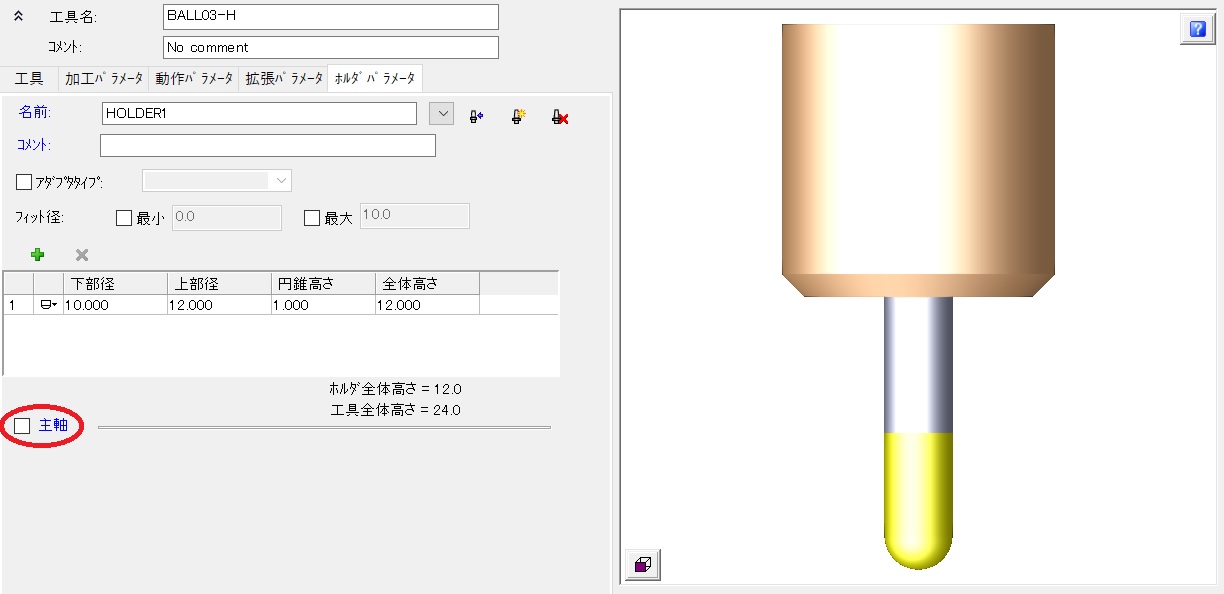 工具名: BALL03-H
ｺﾒﾝﾄ: No comment
工具 加工ﾊﾟﾗﾒｰﾀ 動作ﾊﾟﾗﾒｰﾀ 拡張ﾊﾟﾗﾒｰﾀ ﾎﾙﾀﾞﾊﾟﾗﾒｰﾀ
名前: HOLDER1
ｺﾒﾝﾄ:
ｱﾀﾞﾌﾟﾀﾀｲﾌﾟ:
ﾌｨｯﾄ径: 最小 0.0 最大 10.0
下部径 上部径 円錐高さ 全体高さ
1 10.000 12.000 1.000 12.000
ﾎﾙﾀﾞ全体高さ = 12.0
工具全体高さ = 24.0
主軸
?